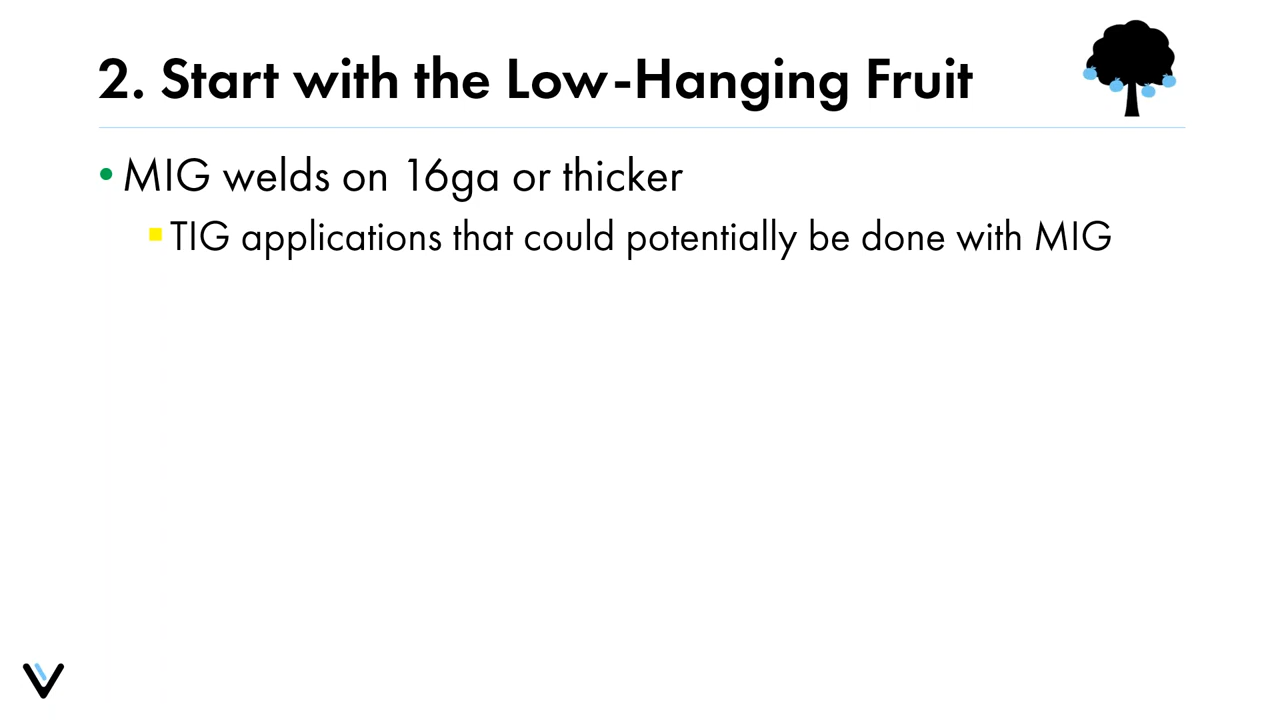 2. Start with the Low-Hanging Fruit
• MIG welds on 16ga or thicker
▪ TIG applications that could potentially be done with MIG